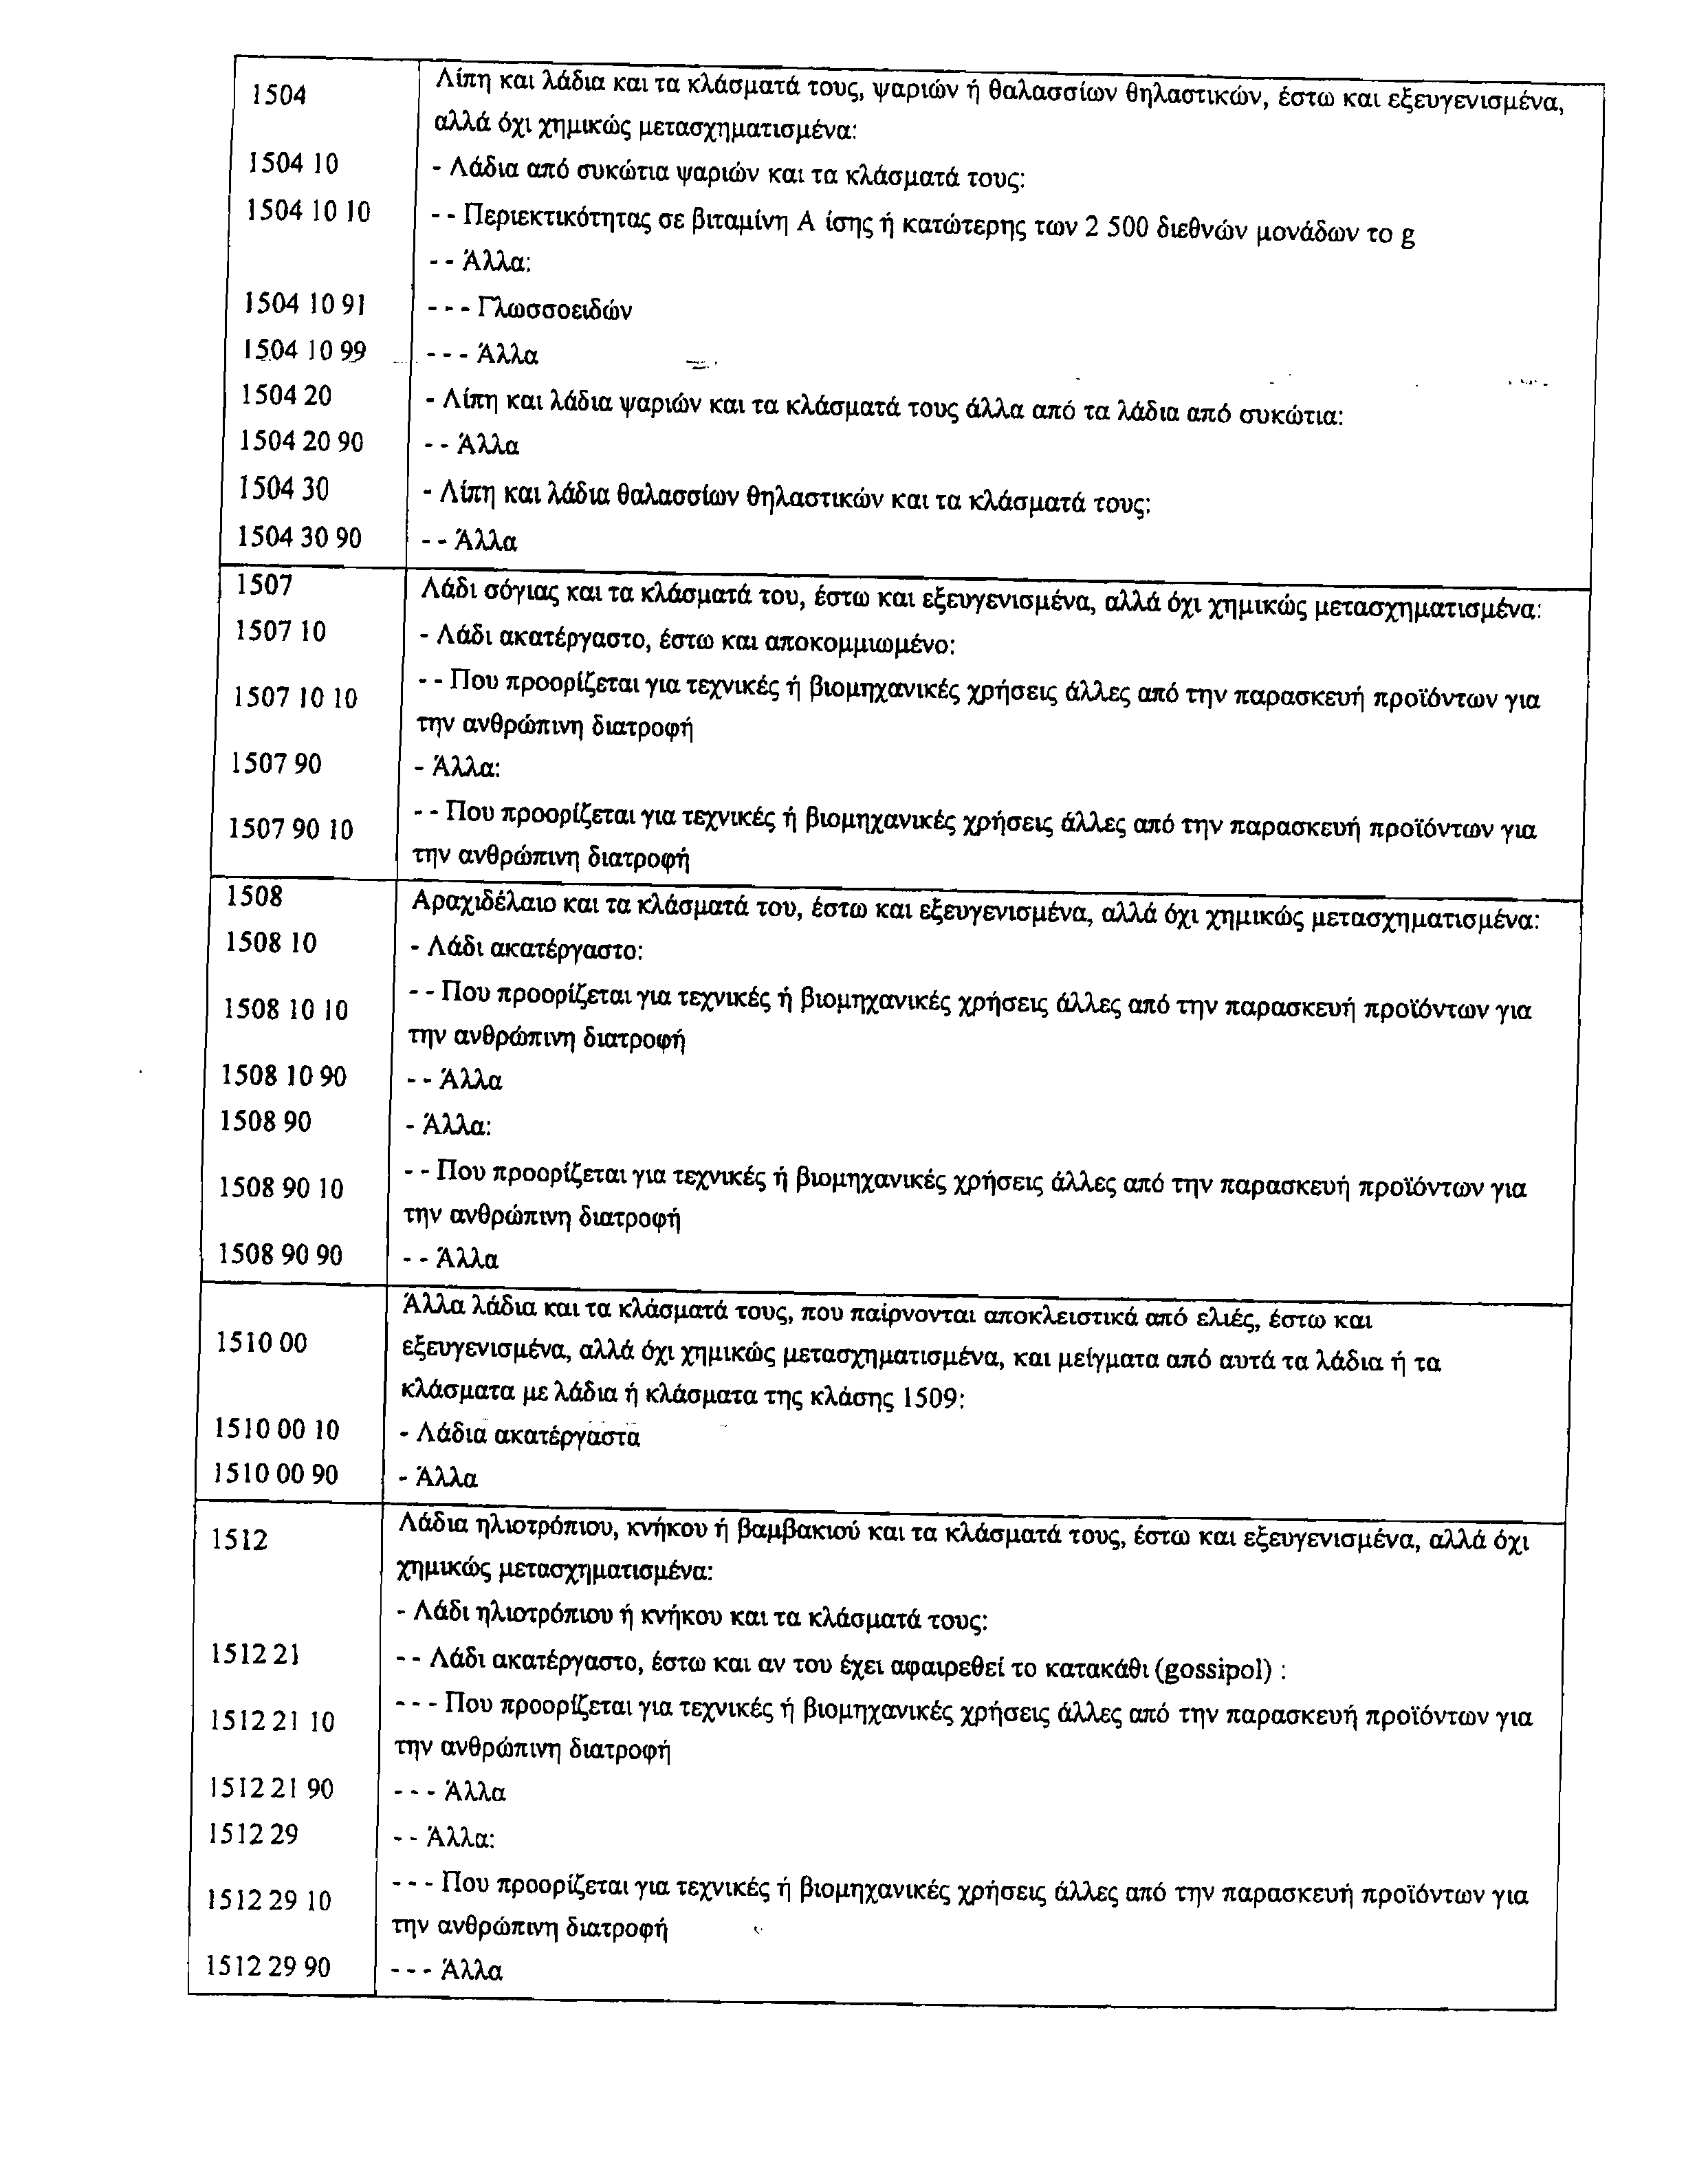 1504 Λίπη και λάδια και τα κλάσματά τους, ψαριών ή θαλασσίων θηλαστικών, έστω και εξευγενισμένα,
αλλά όχι χημικώς μετασχηματισμένα:
1504 10 - Λάδια από συκώτια ψαριών και τα κλάσματά τους:
1504 10 10 - - Περιεκτικότητας σε βιταμίνη Α ίσης ή κατώτερης των 2 500 διεθνών μονάδων το g
- - Άλλα:
1504 10 91 - - - Γλωσσοειδών
1504 10 99 - - - Άλλα
1504 20 - Λίπη και λάδια ψαριών και τα κλάσματά τους άλλα από τα λάδια από συκώτια:
1504 20 90 - - Άλλα
1504 30 - Λίπη και λάδια θαλασσίων θηλαστικών και τα κλάσματά τους:
1504 30 90 - - Άλλα
1507 Λάδι σόγιας και τα κλάσματά του, έστω και εξευγενισμένα, αλλά όχι χημικώς μετασχηματισμένα:
1507 10 - Λάδι ακατέργαστο, έστω και αποκομμιωμένο:
1507 10 10 - - Που προορίζεται για τεχνικές ή βιομηχανικές χρήσεις άλλες από την παρασκευή προϊόντων για
την ανθρώπινη διατροφή
1507 90 - Άλλα:
1507 90 10 - - Που προορίζεται για τεχνικές ή βιομηχανικές χρήσεις άλλες από την παρασκευή προϊόντων για
την ανθρώπινη διατροφή
1508 Αραχιδέλαιο και τα κλάσματά του, έστω και εξευγενισμένα, αλλά όχι χημικώς μετασχηματισμένα:
1508 10 - Λάδι ακατέργαστο:
1508 10 10 - - Που προορίζεται για τεχνικές ή βιομηχανικές χρήσεις άλλες από την παρασκευή προϊόντων για
την ανθρώπινη διατροφή
1508 10 90 - - Άλλα
1508 90 - Άλλα:
1508 90 10 - - Που προορίζεται για τεχνικές ή βιομηχανικές χρήσεις άλλες από την παρασκευή προϊόντων για
την ανθρώπινη διατροφή
1508 90 90 - - Άλλα
Άλλα λάδια και τα κλάσματά τους, που παίρνονται αποκλειστικά από ελιές, έστω και
1510 00 εξευγενισμένα, αλλά όχι χημικώς μετασχηματισμένα, και μείγματα από αυτά τα λάδια ή τα
κλάσματα με λάδια ή κλάσματα της κλάσης 1509:
1510 00 10 - Λάδια ακατέργαστα
1510 00 90 - Άλλα
1512 Λάδια ηλιοτρόπιου, κνήκου ή βαμβακιού και τα κλάσματά τους, έστω και εξευγενισμένα, αλλά όχι
χημικώς μετασχηματισμένα:
- Λάδι ηλιοτρόπιου ή κνήκου και τα κλάσματά τους:
1512 21 - - Λάδι ακατέργαστο, έστω και αν του έχει αφαιρεθεί το κατακάθι (gossipol) :
1512 21 10 - - - Που προορίζεται για τεχνικές ή βιομηχανικές χρήσεις άλλες από την παρασκευή προϊόντων για
την ανθρώπινη διατροφή
1512 21 90 - - - Άλλα
1512 29 - - Άλλα:
1512 29 10 - - - Που προορίζεται για τεχνικές ή βιομηχανικές χρήσεις άλλες από την παρασκευή προϊόντων για
την ανθρώπινη διατροφή
1512 29 90 - - - Άλλα